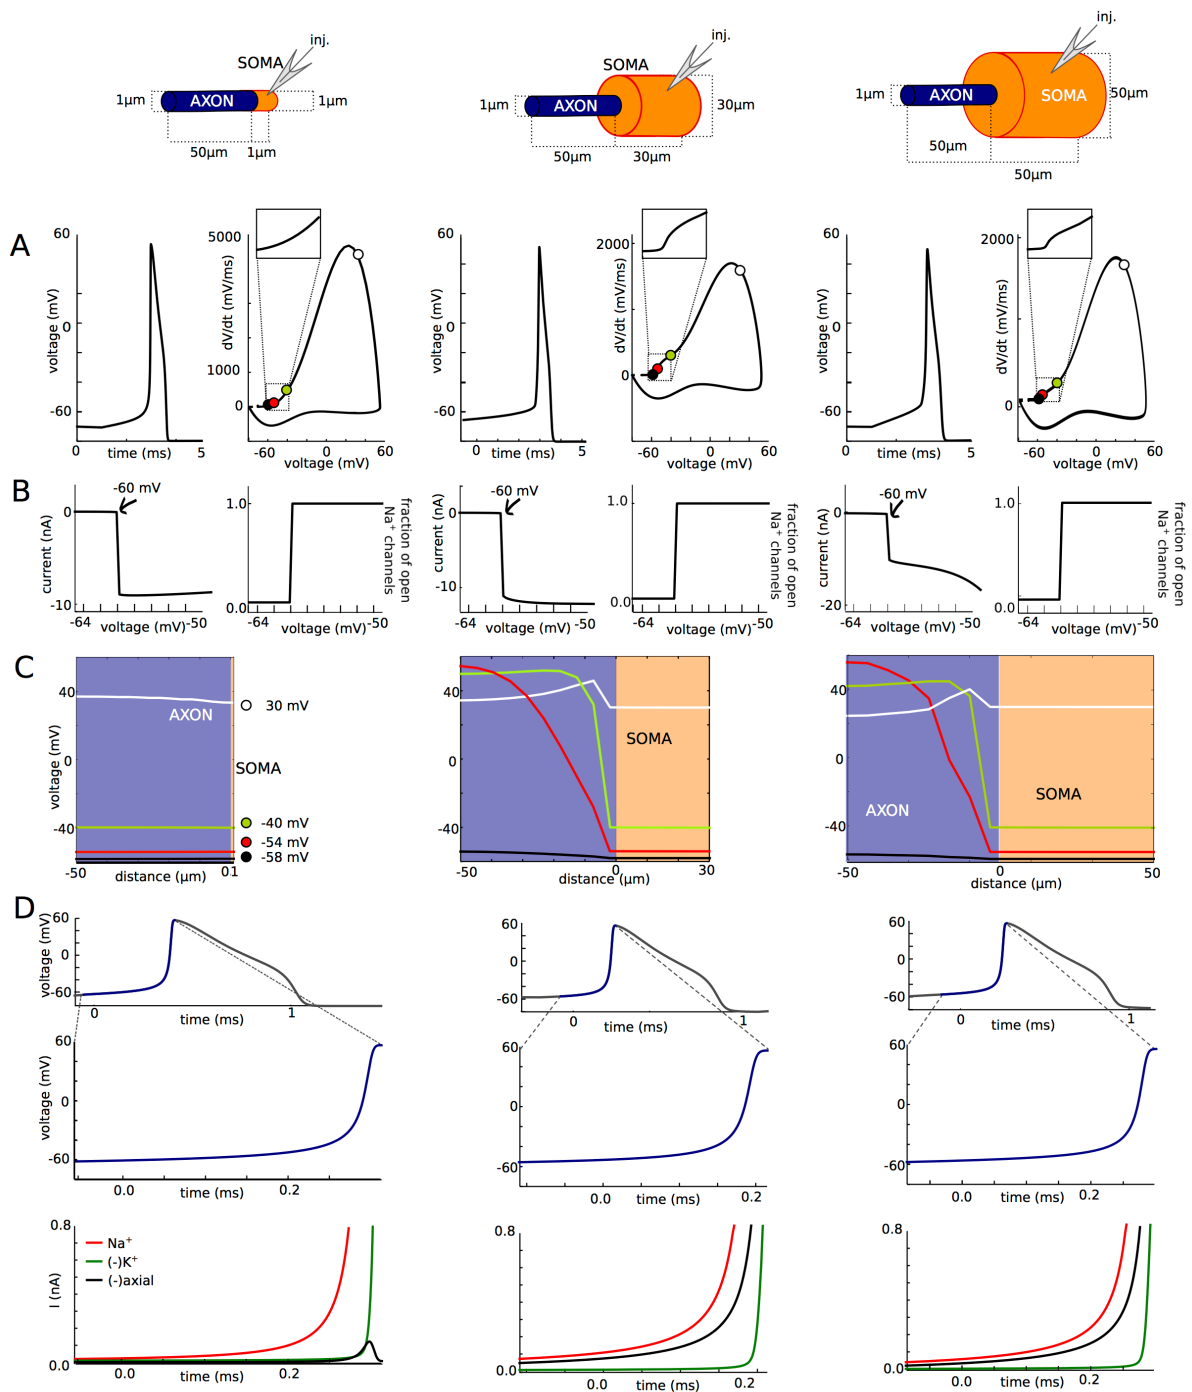 inj.
SOMA
AXON
1μm
1μm
50μm
1μm
inj.
SOMA
AXON
1μm
30μm
50μm
30μm
inj.
AXON
SOMA
1μm
50μm
50μm
50μm
A
60
0
-60
voltage (mV)
0
time (ms)
5
5000
1000
0
dV/dt (mV/ms)
-60
0
60
voltage (mV)
60
0
-60
voltage (mV)
0
time (ms)
5
2000
0
dV/dt (mV/ms)
-60
0
60
voltage (mV)
60
0
-60
voltage (mV)
0
time (ms)
5
2000
0
dV/dt (mV/ms)
-60
0
60
voltage (mV)
B
-60 mV
0
-10
current (nA)
-64
voltage (mV)
-50
1.0
0.0
fraction of open
Na⁺ channels
-64
voltage (mV)
-50
-60 mV
0
-10
current (nA)
-64
voltage (mV)
-50
1.0
0.0
fraction of open
Na⁺ channels
-64
voltage (mV)
-50
-60 mV
0
-20
current (nA)
-64
voltage (mV)
-50
1.0
0.0
fraction of open
Na⁺ channels
-64
voltage (mV)
-50
C
40
0
-40
voltage (mV)
AXON
SOMA
30 mV
-40 mV
-54 mV
-58 mV
-50
distance (μm)
0.1
40
0
-40
SOMA
-50
distance (μm)
0
30
40
0
-40
AXON
SOMA
-50
0
50
distance (μm)
D
60
0
-60
voltage (mV)
0
time (ms)
1
60
0
-60
0
time (ms)
1
60
0
-60
0
time (ms)
1
60
0
-60
voltage (mV)
0.0
time (ms)
0.2
60
0
-60
0.0
time (ms)
0.2
60
0
-60
0.0
time (ms)
0.2
0.8
0.0
I (nA)
Na⁺
(-)K⁺
(-)axial
0.0
time (ms)
0.2
0.8
0.0
0.0
time (ms)
0.2
0.8
0.0
0.0
time (ms)
0.2